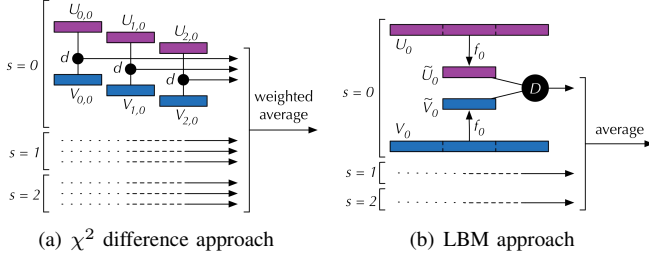 U0,0
U1,0
U2,0
s=0
d
d
d
V0,0
V1,0
V2,0
s=1
s=2
weighted
average
(a) χ² difference approach
U0
f0
Ũ0
s=0
D
Ṽ0
f0
V0
s=1
s=2
average
(b) LBM approach